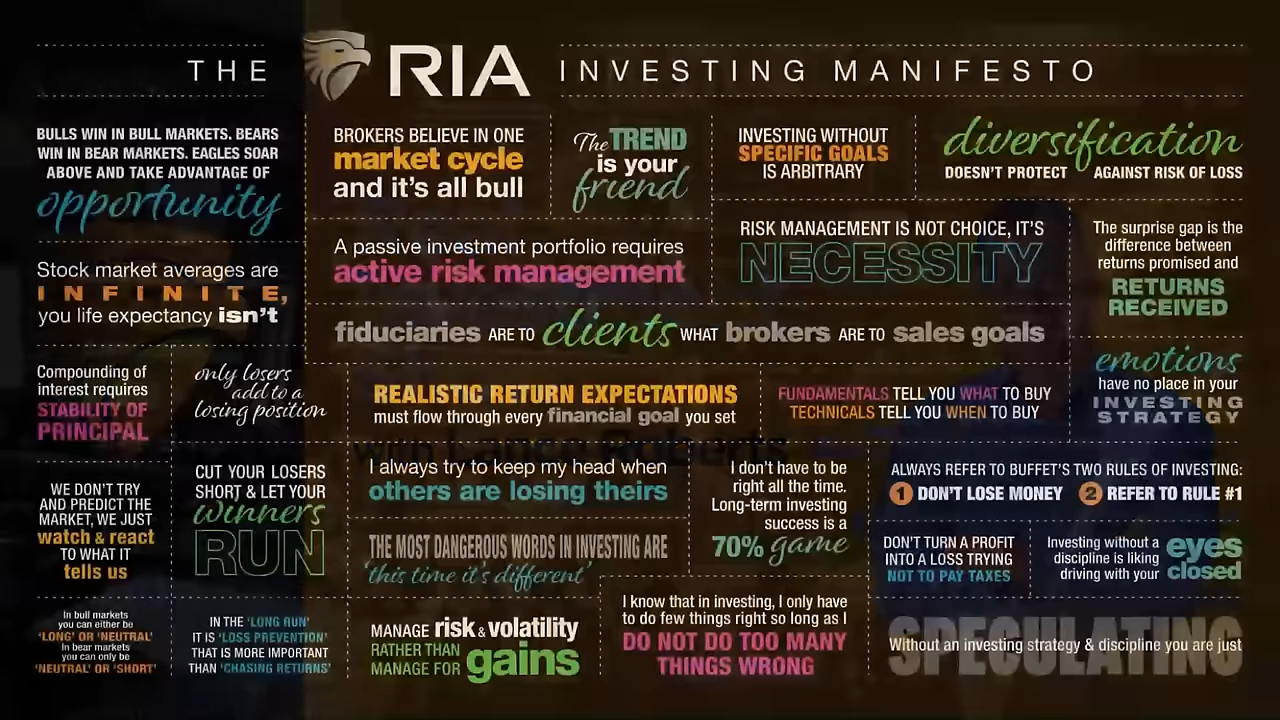 THE RIA INVESTING MANIFESTO
BULLS WIN IN BULL MARKETS. BEARS
WIN IN BEAR MARKETS. EAGLES SOAR
ABOVE AND TAKE ADVANTAGE OF
opportunity
BROKERS BELIEVE IN ONE
market cycle
and it's all bull
The TREND
is your
friend
INVESTING WITHOUT
SPECIFIC GOALS
IS ARBITRARY
diversification
DOESN'T PROTECT AGAINST RISK OF LOSS
Stock market averages are
INFINITE,
you life expectancy isn't
A passive investment portfolio requires
active risk management
RISK MANAGEMENT IS NOT CHOICE, IT'S
NECESSITY
The surprise gap is the
difference between
returns promised and
RETURNS
RECEIVED
fiduciaries ARE TO clients WHAT brokers ARE TO sales goals
emotions
have no place in your
INVESTING
STRATEGY
Compounding of
interest requires
STABILITY OF
PRINCIPAL
only losers
add to a
losing position
REALISTIC RETURN EXPECTATIONS
must flow through every financial goal you set
FUNDAMENTALS TELL YOU WHAT TO BUY
TECHNICALS TELL YOU WHEN TO BUY
with Lance Roberts
WE DON'T TRY
AND PREDICT THE
MARKET, WE JUST
watch & react
TO WHAT IT
tells us
CUT YOUR LOSERS
SHORT & LET YOUR
winners
RUN
I always try to keep my head when
others are losing theirs
I don't have to be
right all the time.
Long-term investing
success is a
70% game
ALWAYS REFER TO BUFFET'S TWO RULES OF INVESTING:
1 DON'T LOSE MONEY 2 REFER TO RULE #1
THE MOST DANGEROUS WORDS IN INVESTING ARE
'this time it's different'
DON'T TURN A PROFIT
INTO A LOSS TRYING
NOT TO PAY TAXES
Investing without a
discipline is liking
driving with your
eyes
closed
In bull markets
you can either be
'LONG' OR 'NEUTRAL'
In bear markets
you can only be
'NEUTRAL' OR 'SHORT'
IN THE 'LONG RUN'
IT IS 'LOSS PREVENTION'
THAT IS MORE IMPORTANT
THAN 'CHASING RETURNS'
MANAGE risk & volatility
RATHER THAN
MANAGE FOR gains
I know that in investing, I only have
to do few things right so long as I
DO NOT DO TOO MANY
THINGS WRONG
Without an investing strategy & discipline you are just
SPECULATING